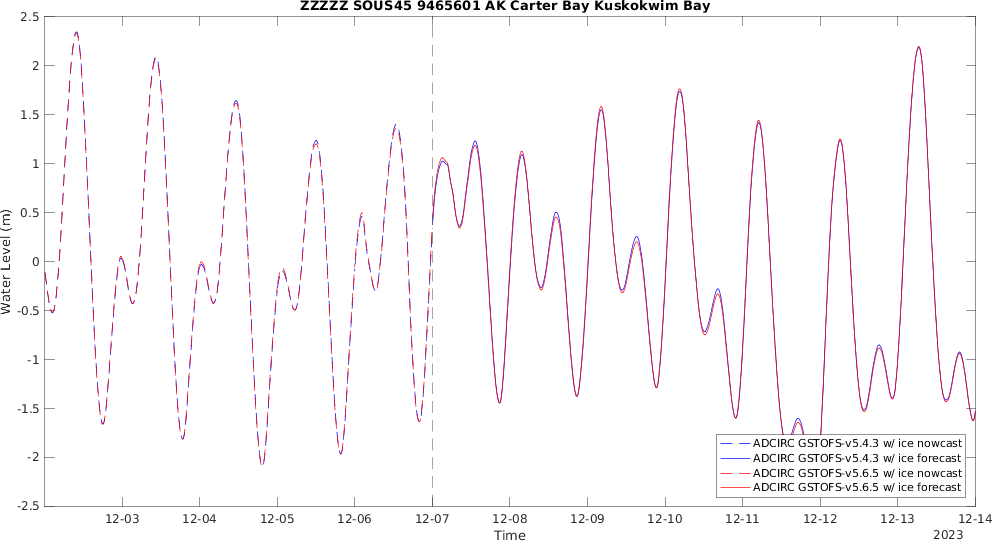 ZZZZZ SOUS45 9465601 AK Carter Bay Kuskokwim Bay
2.5
2
1.5
1
0.5
0
-0.5
-1
-1.5
-2
-2.5
Water Level (m)
ADCIRC GSTOFS-v5.4.3 w/ ice nowcast
ADCIRC GSTOFS-v5.4.3 w/ ice forecast
ADCIRC GSTOFS-v5.6.5 w/ ice nowcast
ADCIRC GSTOFS-v5.6.5 w/ ice forecast
12-03 12-04 12-05 12-06 12-07 12-08 12-09 12-10 12-11 12-12 12-13 12-14
Time
2023